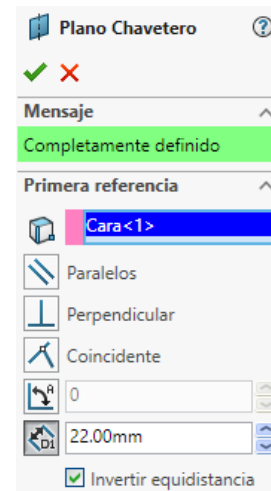 Plano Chavetero
Mensaje
Completamente definido
Primera referencia
Cara<1>
Paralelos
Perpendicular
Coincidente
0
22.00mm
Invertir equidistancia